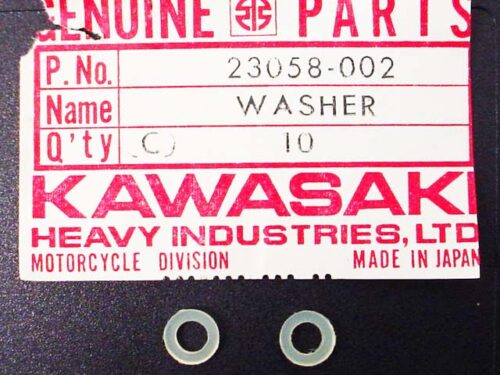 GENUINE PARTS
P. No. 23058-002
Name WASHER
Q'ty (C) 10
KAWASAKI
HEAVY INDUSTRIES, LTD
MOTORCYCLE DIVISION MADE IN JAPAN